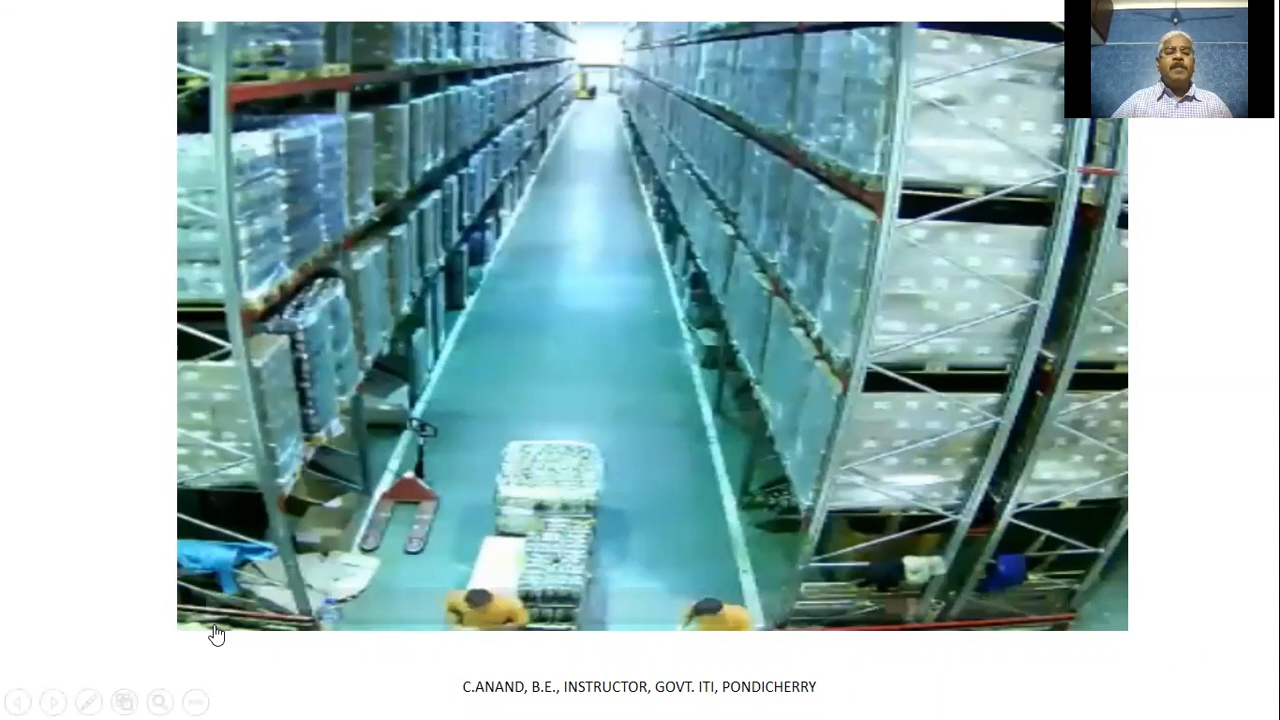 C.ANAND, B.E., INSTRUCTOR, GOVT. ITI, PONDICHERRY